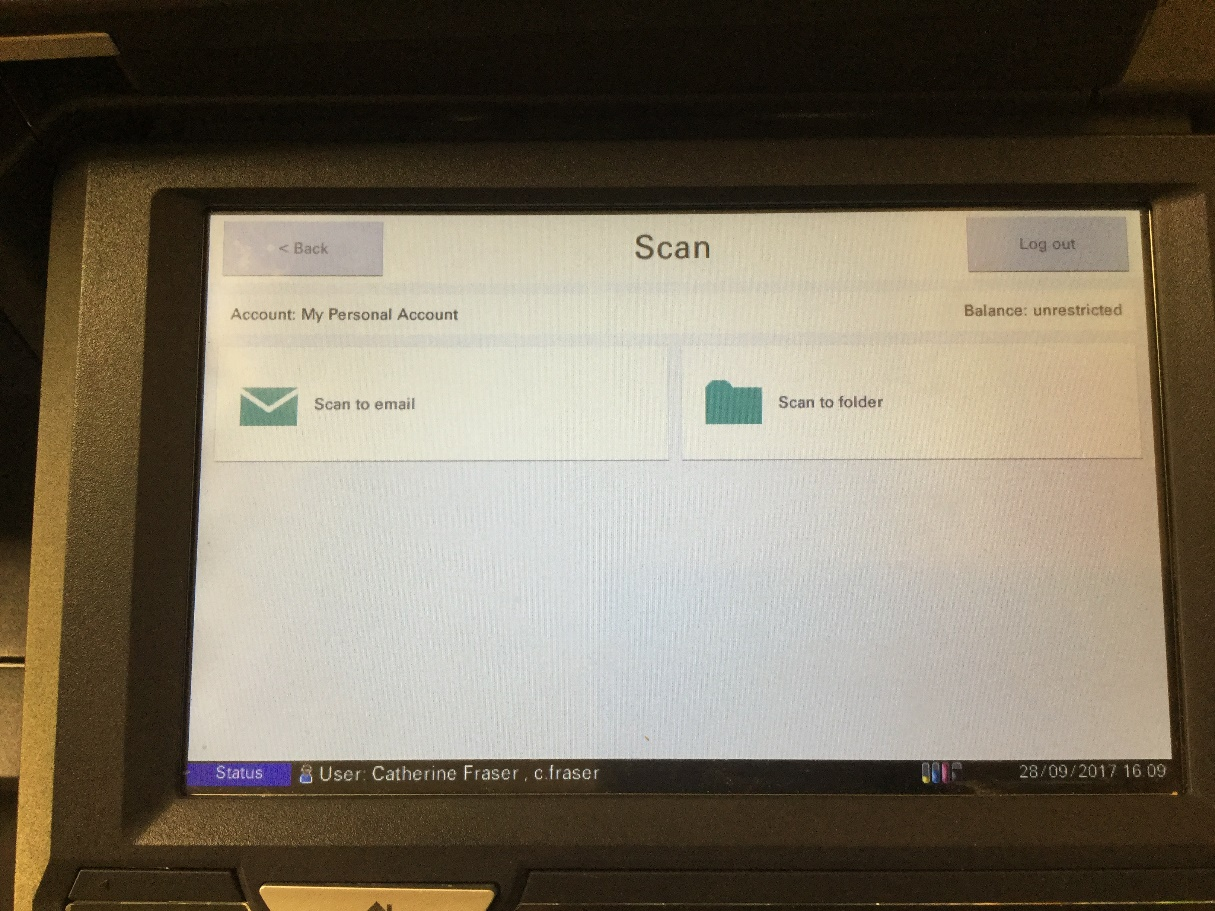 < Back
Scan
Log out
Account: My Personal Account
Balance: unrestricted
Scan to email
Scan to folder
Status
User: Catherine Fraser , c.fraser
28/09/2017 16:09